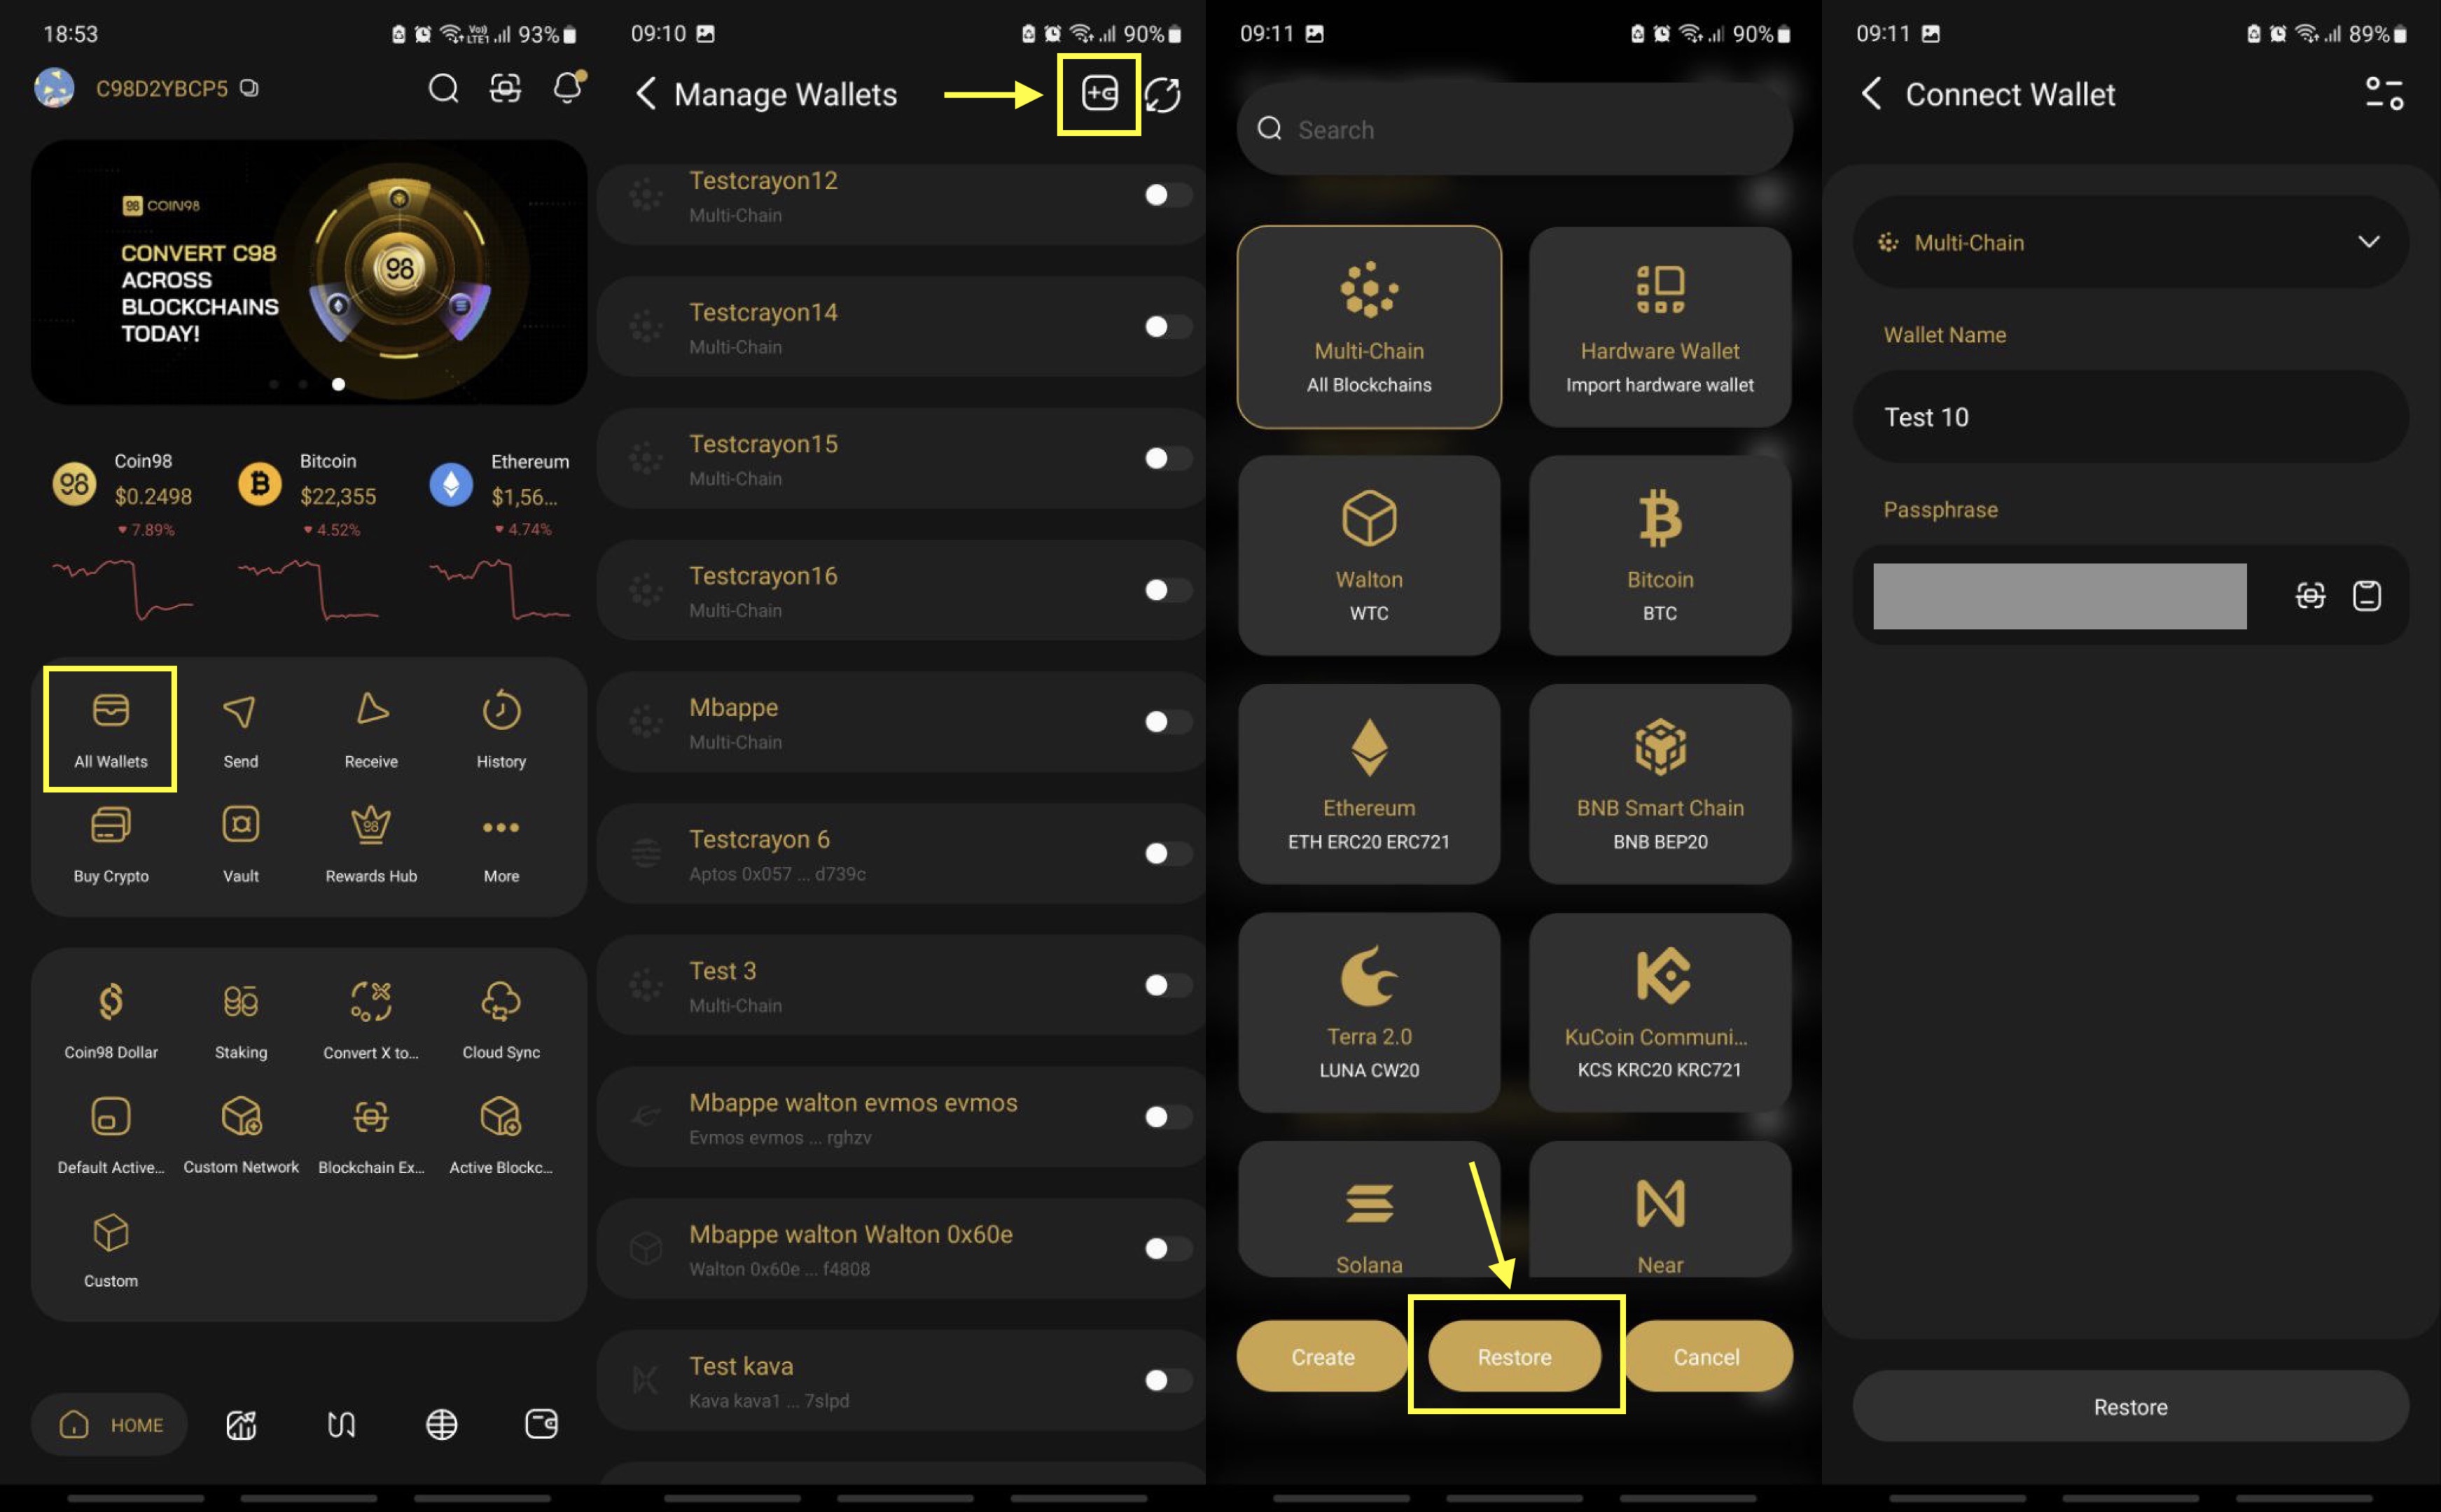 18:53
Vo))
LTE1
93%
C98D2YBCP5
98 COIN98
CONVERT C98
ACROSS
BLOCKCHAINS
TODAY!
98
Coin98
$0.2498
7.89%
Bitcoin
$22,355
4.52%
Ethereum
$1,56...
4.74%
All Wallets
Send
Receive
History
Buy Crypto
Vault
98
Rewards Hub
More
Coin98 Dollar
Staking
Convert X to...
Cloud Sync
Default Active...
Custom Network
Blockchain Ex...
Active Blockc...
Custom
HOME
09:10
90%
Manage Wallets
Testcrayon12
Multi-Chain
Testcrayon14
Multi-Chain
Testcrayon15
Multi-Chain
Testcrayon16
Multi-Chain
Mbappe
Multi-Chain
Testcrayon 6
Aptos 0x057 ... d739c
Test 3
Multi-Chain
Mbappe walton evmos evmos
Evmos evmos ... rghzv
Mbappe walton Walton 0x60e
Walton 0x60e ... f4808
Test kava
Kava kava1 ... 7slpd
09:11
90%
Search
Multi-Chain
All Blockchains
Hardware Wallet
Import hardware wallet
Walton
WTC
Bitcoin
BTC
Ethereum
ETH ERC20 ERC721
BNB Smart Chain
BNB BEP20
Terra 2.0
LUNA CW20
KuCoin Communi...
KCS KRC20 KRC721
Solana
Near
Create
Restore
Cancel
09:11
89%
Connect Wallet
Multi-Chain
Wallet Name
Test 10
Passphrase
Restore